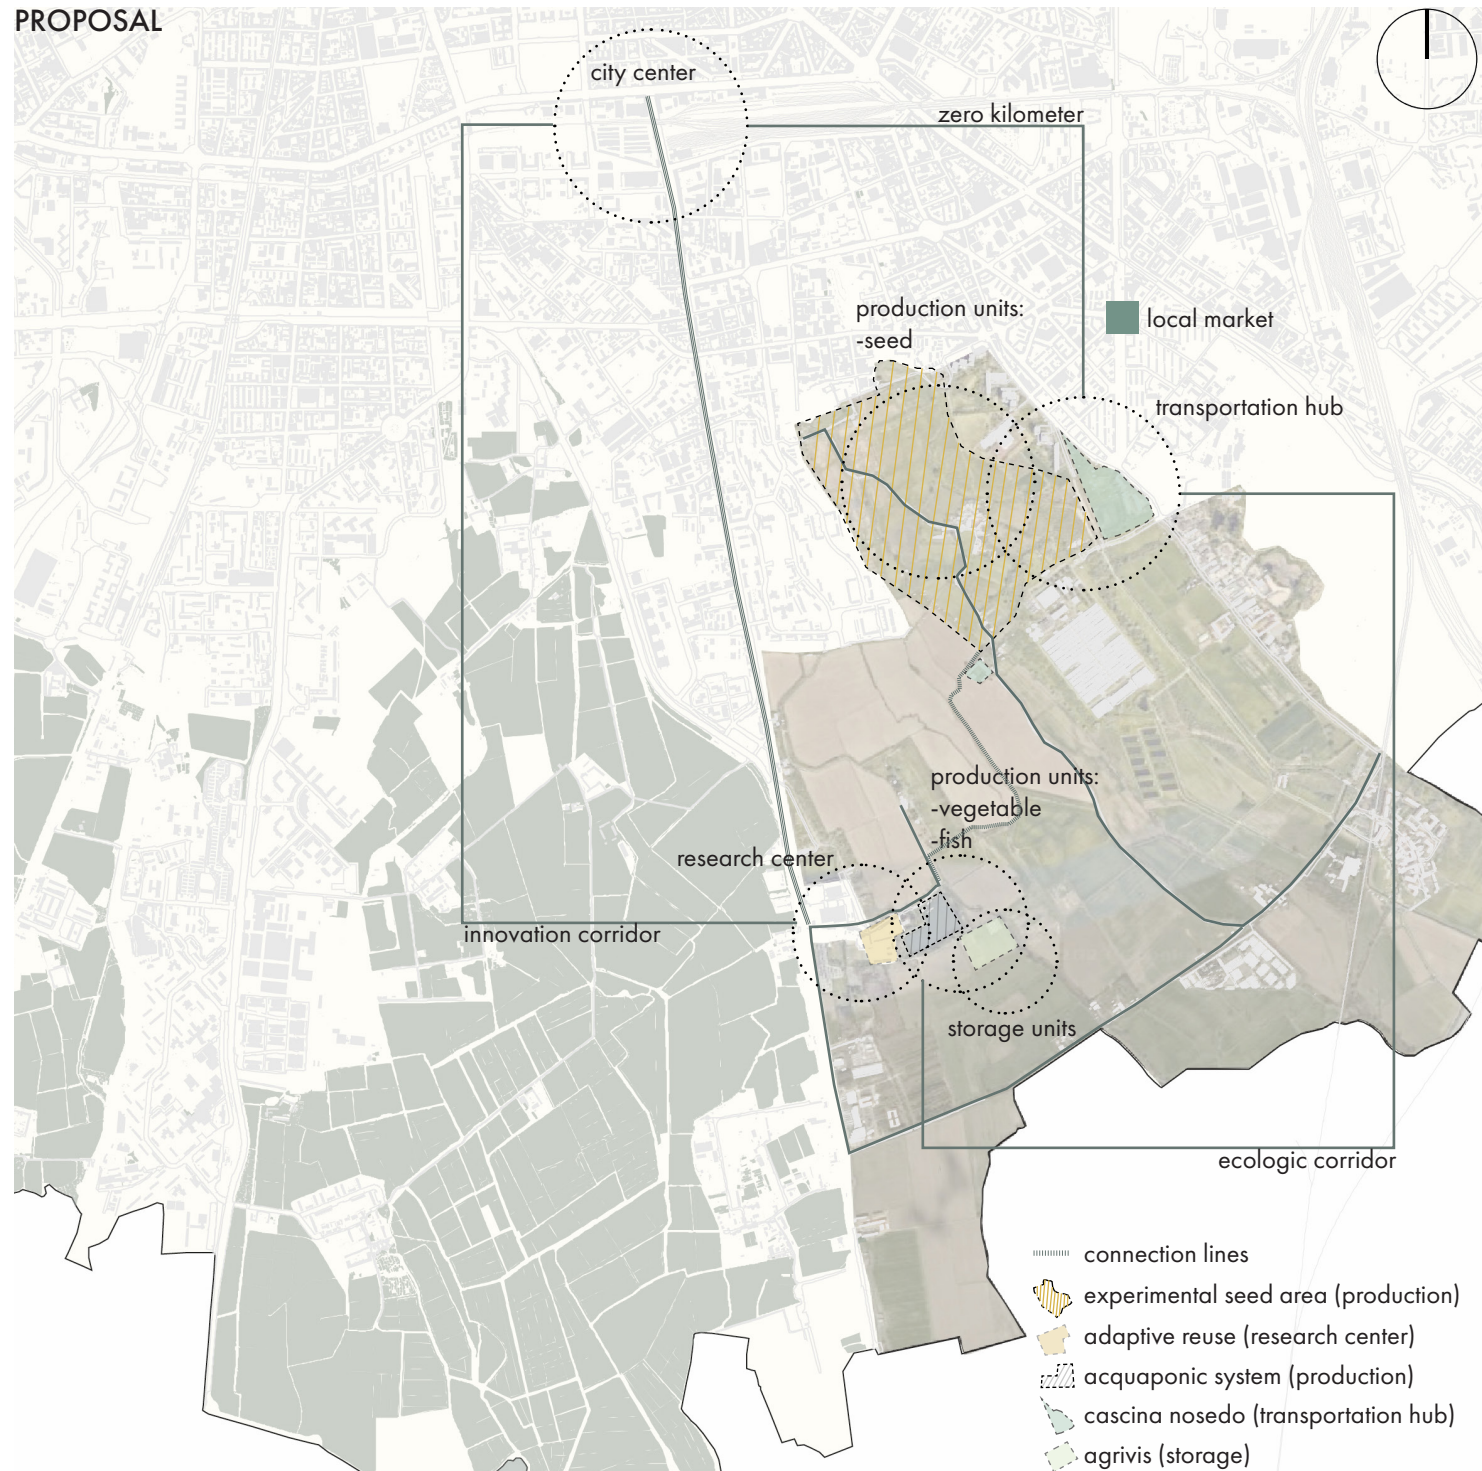 PROPOSAL
city center
zero kilometer
production units:
-seed
local market
transportation hub
production units:
-vegetable
-fish
research center
innovation corridor
storage units
ecologic corridor
connection lines
experimental seed area (production)
adaptive reuse (research center)
acquaponic system (production)
cascina nosedo (transportation hub)
agrivis (storage)